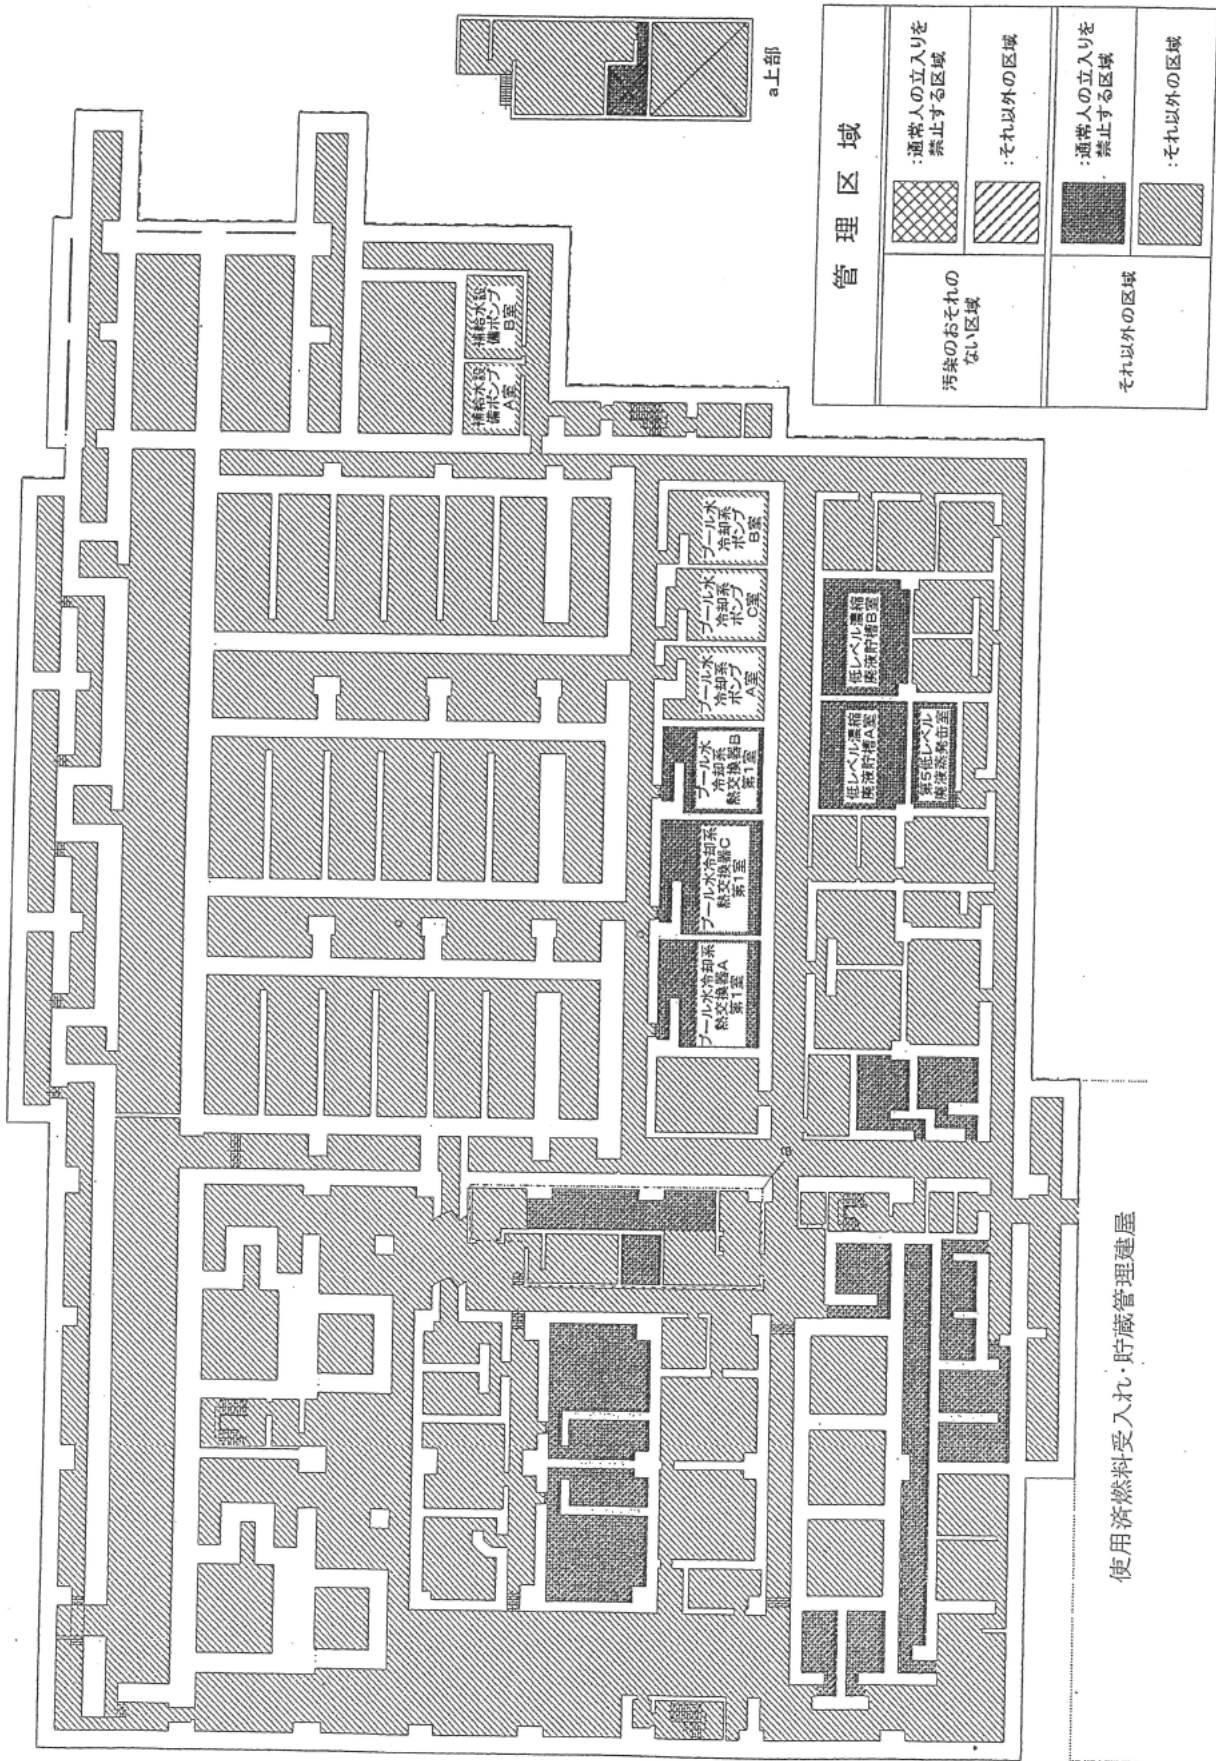 a上部
管理区域
汚染のおそれの
ない区域
:通常人の立入りを
禁止する区域
:それ以外の区域
それ以外の区域
:通常人の立入りを
禁止する区域
:それ以外の区域
補給水設
備ポンプ
B室
補給水設
備ポンプ
A室
プール水
冷却系
ポンプ
B室
プール水
冷却系
ポンプ
C室
プール水
冷却系
ポンプ
A室
プール水
冷却系
熱交換器B
第1室
プール水冷却系
熱交換器C
第1室
プール水冷却系
熱交換器A
第1室
低レベル濃縮
廃液貯槽B室
低レベル濃縮
廃液貯槽A室
第5低レベル
廃液蒸発缶室
a
使用済燃料受入れ・貯蔵管理建屋